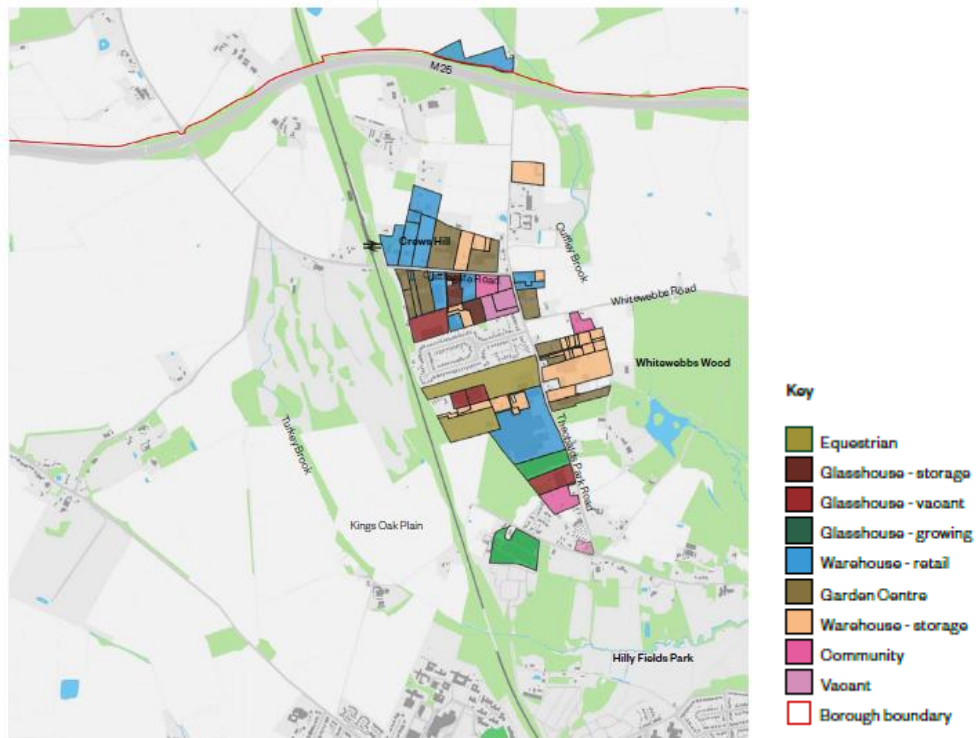 M25
Crews Hill
Cuffley Brook
Whitewebbs Road
Whitewebbs Wood
Theobalds Park Road
Turkey Brook
Kings Oak Plain
Hilly Fields Park
Key
Equestrian
Glasshouse - storage
Glasshouse - vacant
Glasshouse - growing
Warehouse - retail
Garden Centre
Warehouse - storage
Community
Vacant
Borough boundary